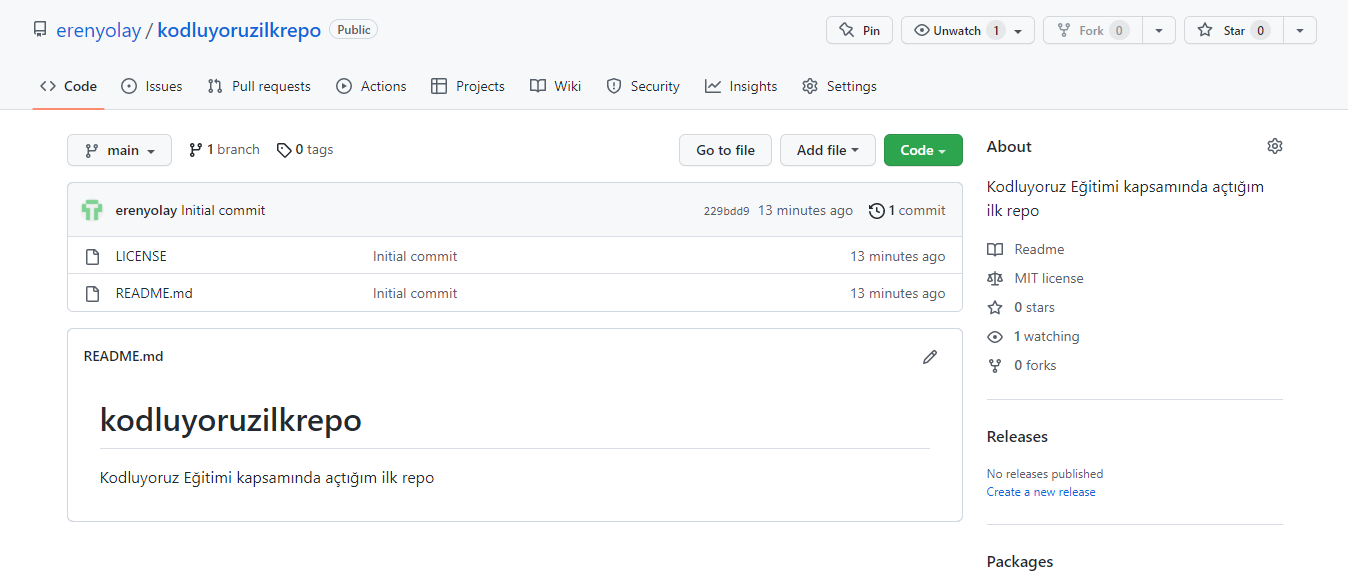 erenyolay / kodluyoruzilkrepo Public
Pin
Unwatch 1
Fork 0
Star 0
Code
Issues
Pull requests
Actions
Projects
Wiki
Security
Insights
Settings
main
1 branch
0 tags
Go to file
Add file
Code
erenyolay Initial commit
229bdd9 13 minutes ago
1 commit
LICENSE Initial commit 13 minutes ago
README.md Initial commit 13 minutes ago
README.md
kodluyoruzilkrepo
Kodluyoruz Eğitimi kapsamında açtığım ilk repo
About
Kodluyoruz Eğitimi kapsamında açtığım
ilk repo
Readme
MIT license
0 stars
1 watching
0 forks
Releases
No releases published
Create a new release
Packages